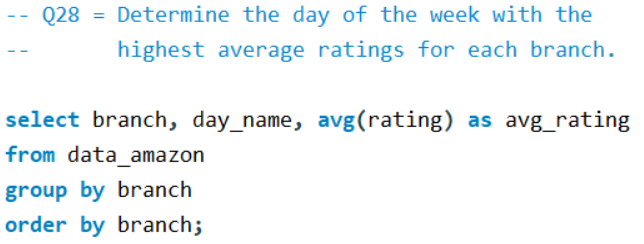 -- Q28 = Determine the day of the week with the
--       highest average ratings for each branch.
select branch, day_name, avg(rating) as avg_rating
from data_amazon
group by branch
order by branch;